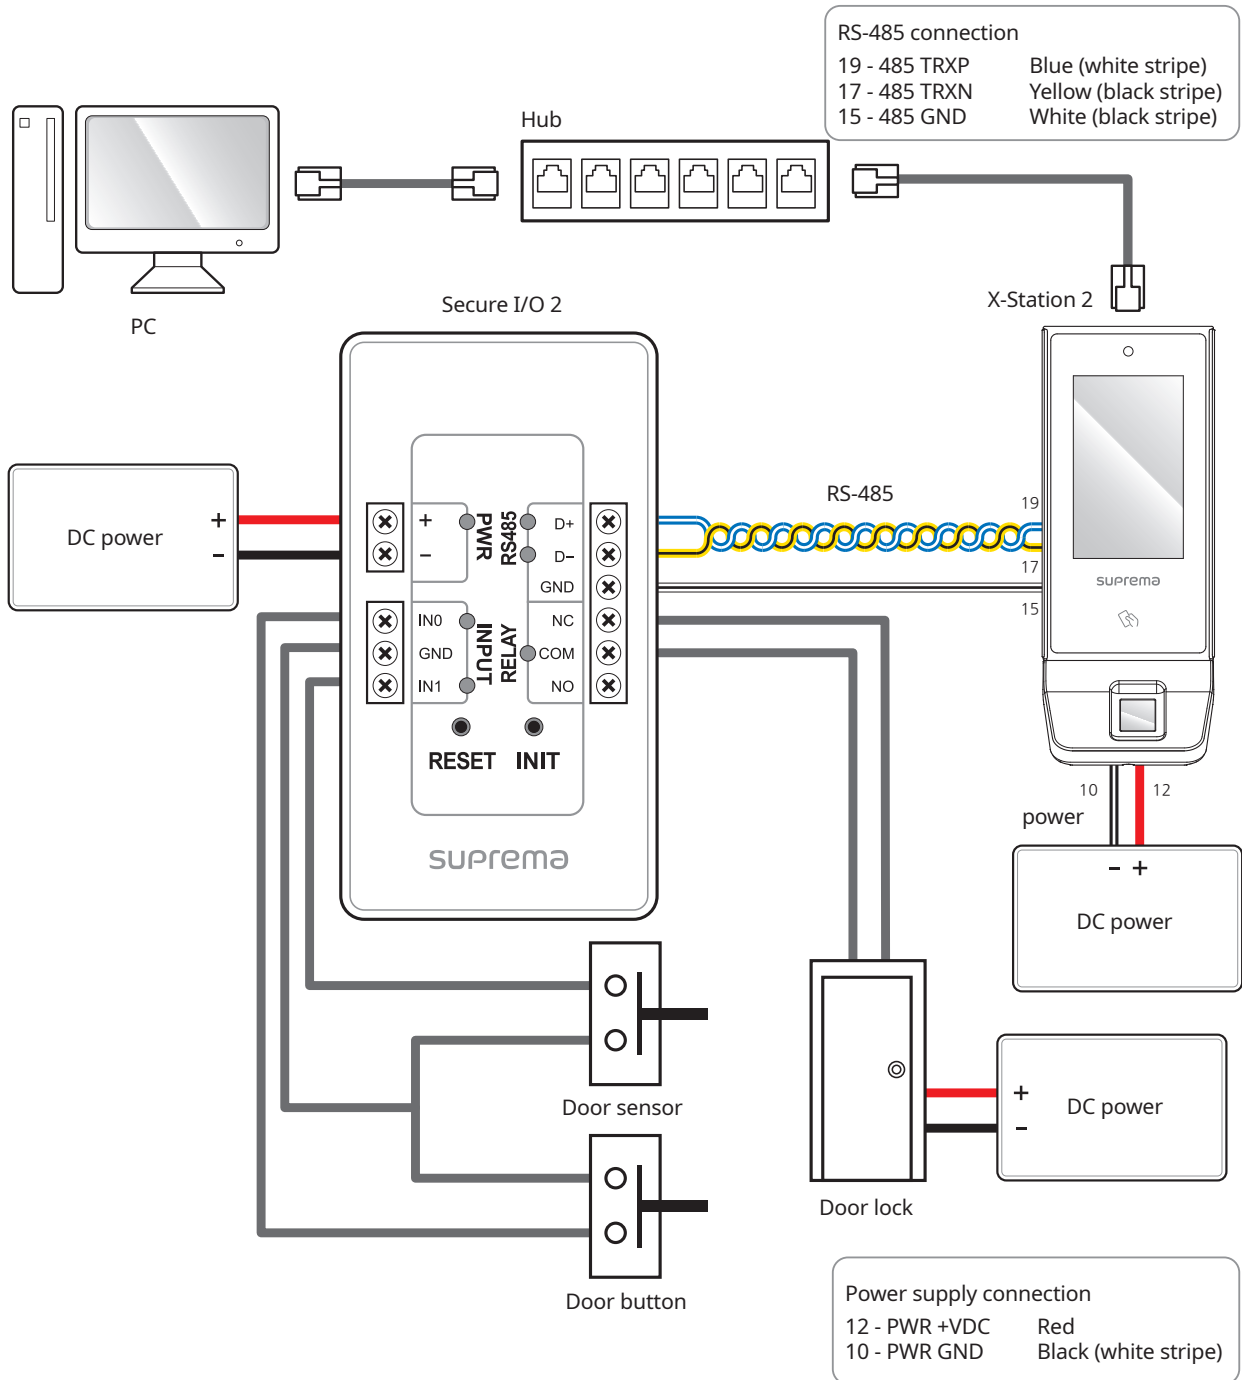 RS-485 connection
19 - 485 TRXP Blue (white stripe)
17 - 485 TRXN Yellow (black stripe)
15 - 485 GND White (black stripe)
Hub
PC
Secure I/O 2
X-Station 2
DC power
+
−
+
−
PWR
RS485
D+
D−
GND
IN0
GND
IN1
INPUT
RELAY
NC
COM
NO
RESET INIT
suprema
RS-485
19
17
15
suprema
10
12
power
− +
DC power
Door sensor
Door button
Door lock
+
−
DC power
Power supply connection
12 - PWR +VDC Red
10 - PWR GND Black (white stripe)